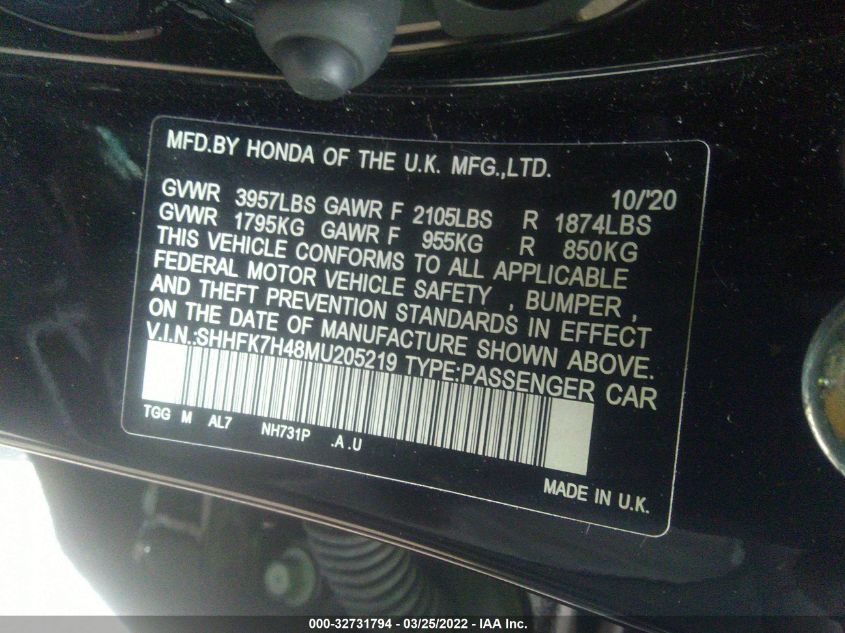 MFD.BY HONDA OF THE U.K. MFG.,LTD.
10/'20
GVWR 3957LBS GAWR F 2105LBS R 1874LBS
GVWR 1795KG GAWR F 955KG R 850KG
THIS VEHICLE CONFORMS TO ALL APPLICABLE
FEDERAL MOTOR VEHICLE SAFETY , BUMPER ,
AND THEFT PREVENTION STANDARDS IN EFFECT
ON THE DATE OF MANUFACTURE SHOWN ABOVE.
V.I.N.:SHHFK7H48MU205219 TYPE:PASSENGER CAR
TGG M AL7 NH731P .A .U
MADE IN U.K.
000-32731794 - 03/25/2022 - IAA Inc.